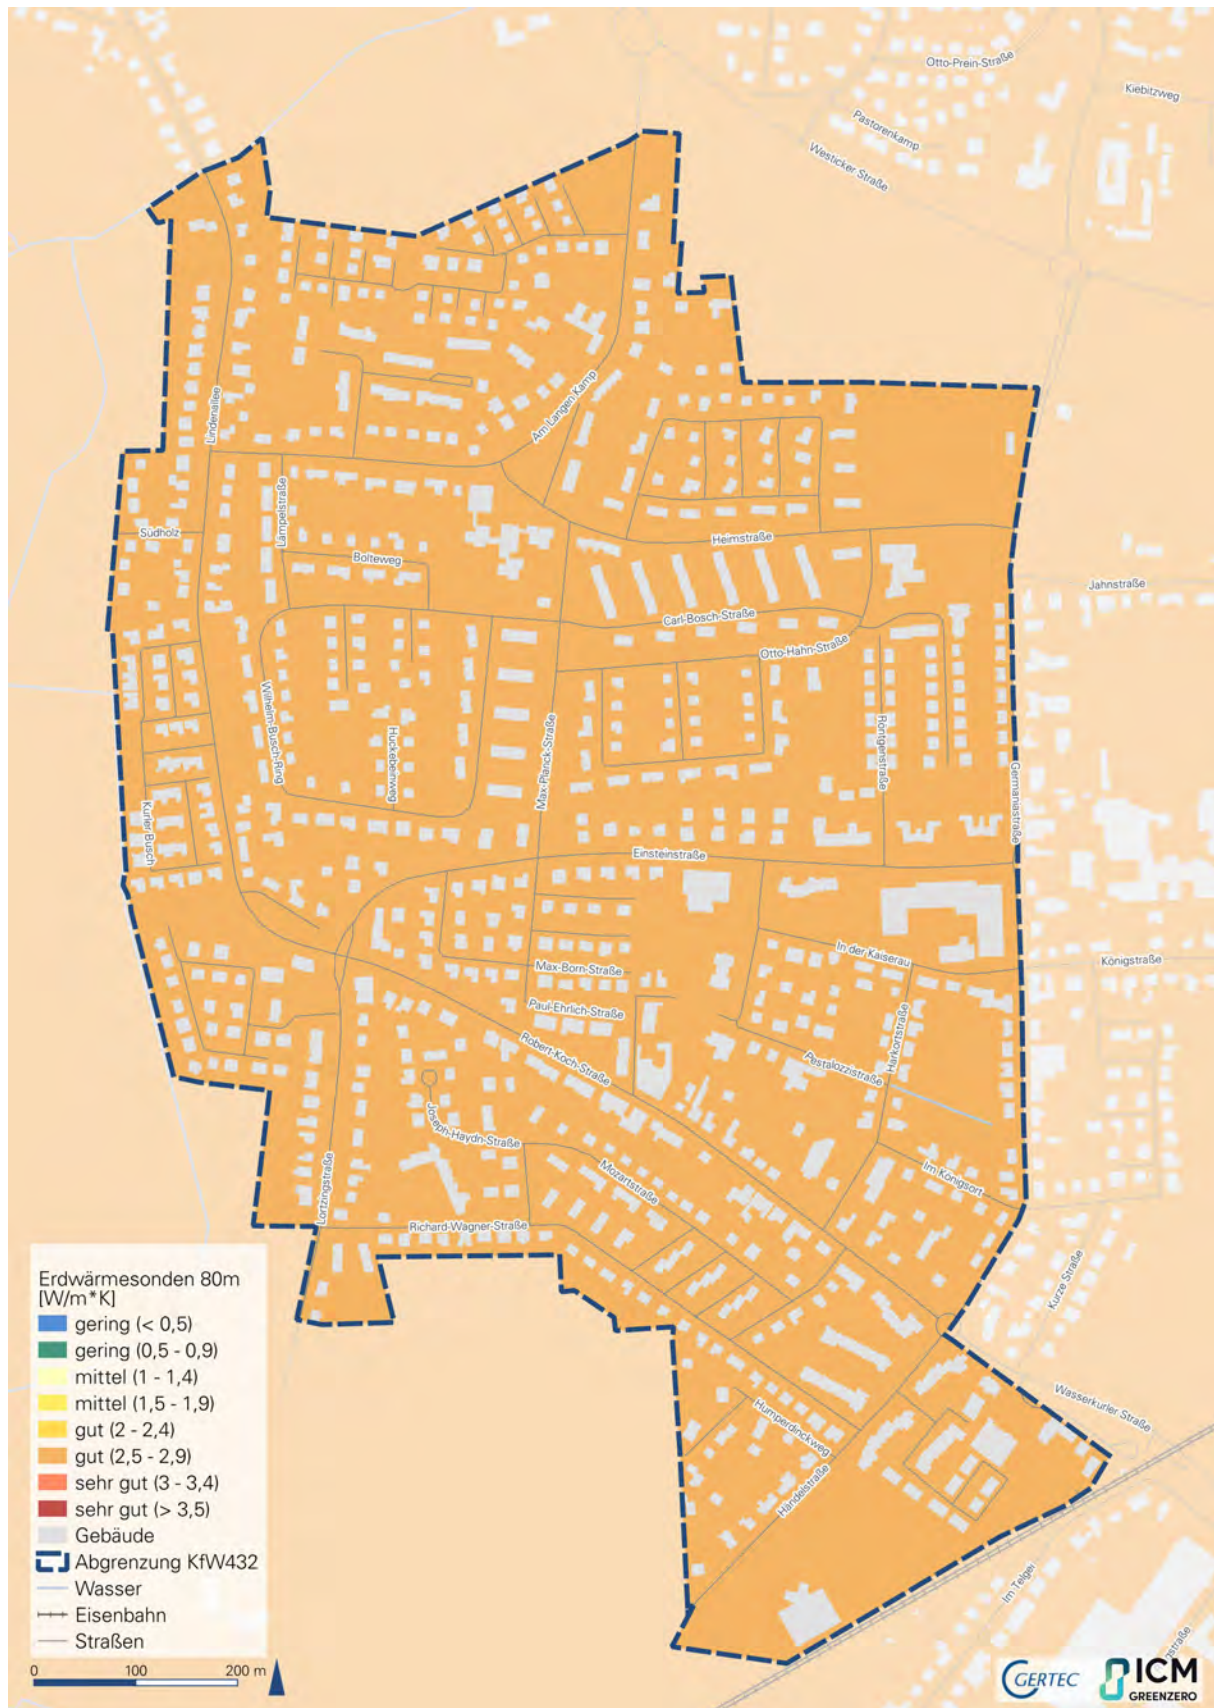 Otto-Prein-Straße
Kiebitzweg
Pastorenkamp
Westicker Straße
Am Langen Kamp
Lindenallee
Lämpelstraße
Südholz
Bolteweg
Heimstraße
Jahnstraße
Carl-Bosch-Straße
Otto-Hahn-Straße
Wilhelm-Busch-Ring
Huckebeinweg
Max-Planck-Straße
Röntgenstraße
Germaniastraße
Kurler Busch
Einsteinstraße
In der Kaiserau
Königstraße
Max-Born-Straße
Paul-Ehrlich-Straße
Robert-Koch-Straße
Harkortstraße
Pestalozzistraße
Joseph-Haydn-Straße
Mozartstraße
Im Königsort
Lortzingstraße
Richard-Wagner-Straße
Kurze Straße
Wasserkurler Straße
Humperdinckweg
Händelstraße
Im Telgei
gstraße
Erdwärmesonden 80m
[W/m*K]
gering (< 0,5)
gering (0,5 - 0,9)
mittel (1 - 1,4)
mittel (1,5 - 1,9)
gut (2 - 2,4)
gut (2,5 - 2,9)
sehr gut (3 - 3,4)
sehr gut (> 3,5)
Gebäude
Abgrenzung KfW432
Wasser
Eisenbahn
Straßen
0 100 200 m
GERTEC
ICM
GREENZERO